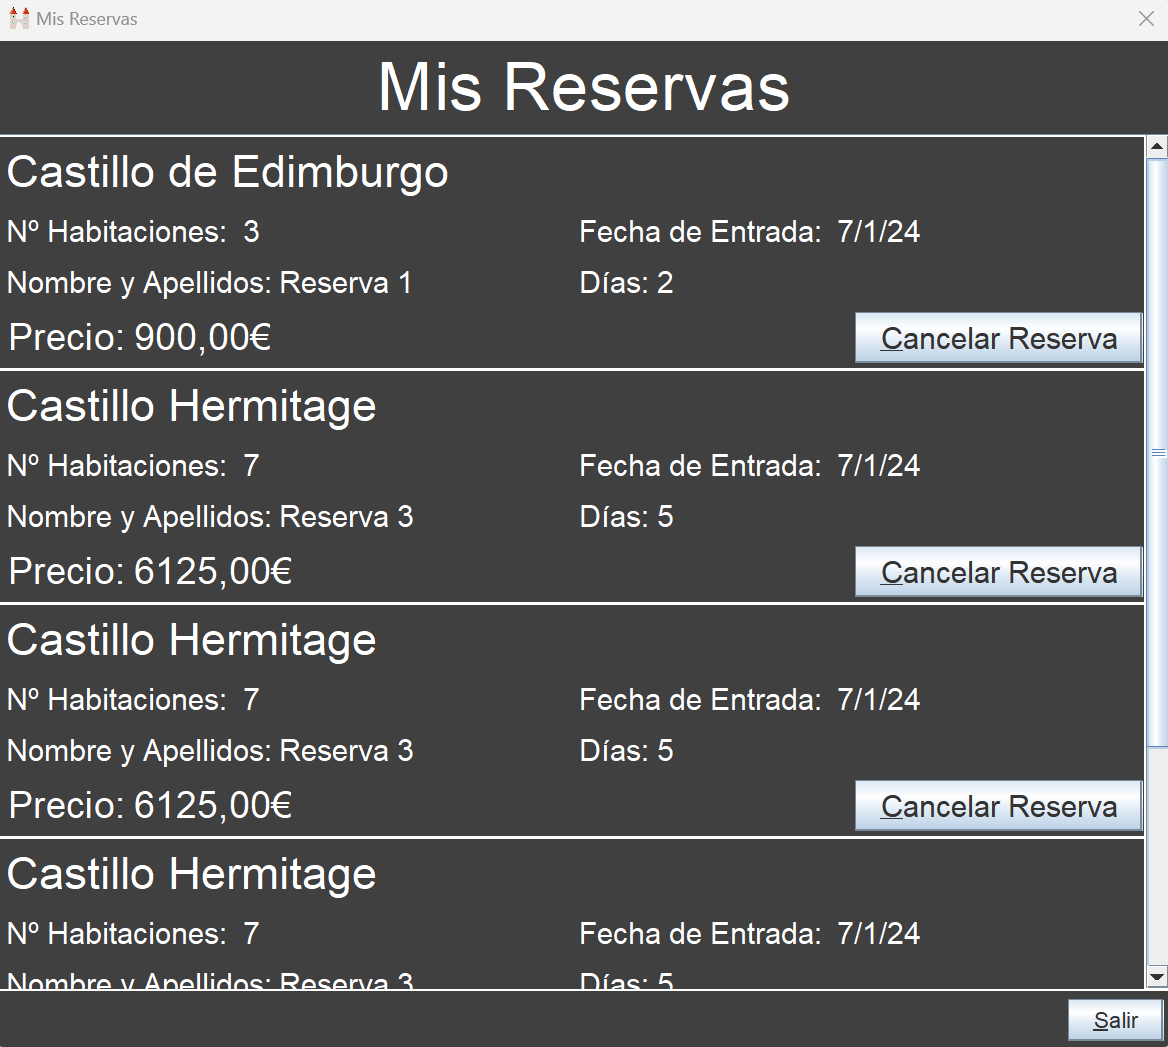 Mis Reservas
Mis Reservas
Castillo de Edimburgo
Nº Habitaciones: 3 Fecha de Entrada: 7/1/24
Nombre y Apellidos: Reserva 1 Días: 2
Precio: 900,00€ Cancelar Reserva
Castillo Hermitage
Nº Habitaciones: 7 Fecha de Entrada: 7/1/24
Nombre y Apellidos: Reserva 3 Días: 5
Precio: 6125,00€ Cancelar Reserva
Castillo Hermitage
Nº Habitaciones: 7 Fecha de Entrada: 7/1/24
Nombre y Apellidos: Reserva 3 Días: 5
Precio: 6125,00€ Cancelar Reserva
Castillo Hermitage
Nº Habitaciones: 7 Fecha de Entrada: 7/1/24
Nombre y Apellidos: Reserva 3 Días: 5
Salir